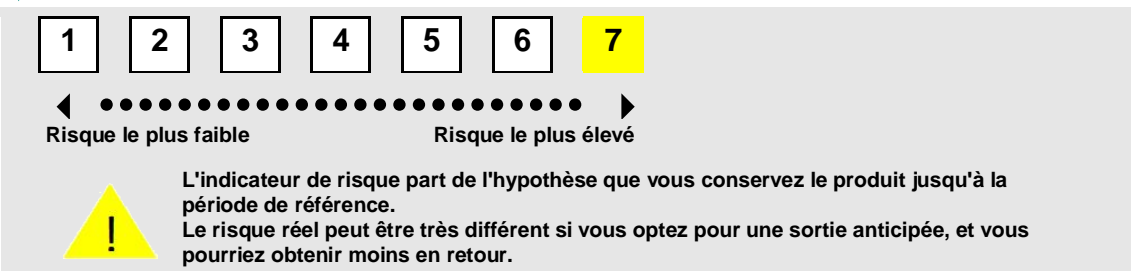 1 2 3 4 5 6 7
Risque le plus faible Risque le plus élevé
L'indicateur de risque part de l'hypothèse que vous conservez le produit jusqu'à la
période de référence.
Le risque réel peut être très différent si vous optez pour une sortie anticipée, et vous
pourriez obtenir moins en retour.
!